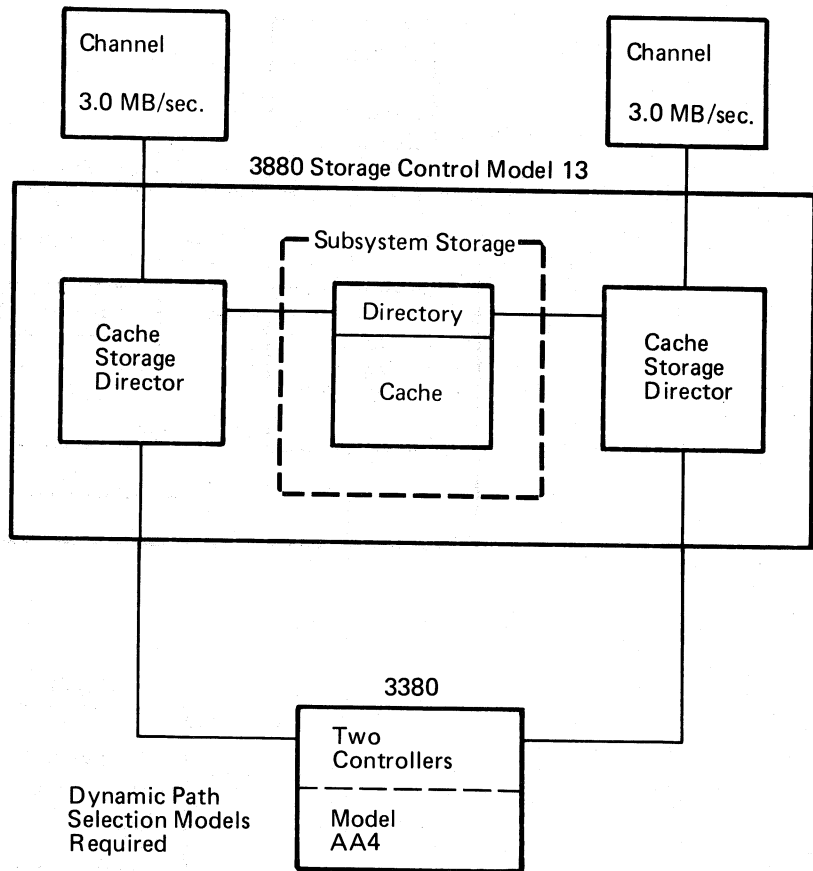 Channel
3.0 MB/sec.
Channel
3.0 MB/sec.
3880 Storage Control Model 13
Subsystem Storage
Cache
Storage
Director
Directory
Cache
Cache
Storage
Director
3380
Two
Controllers
Model
AA4
Dynamic Path
Selection Models
Required